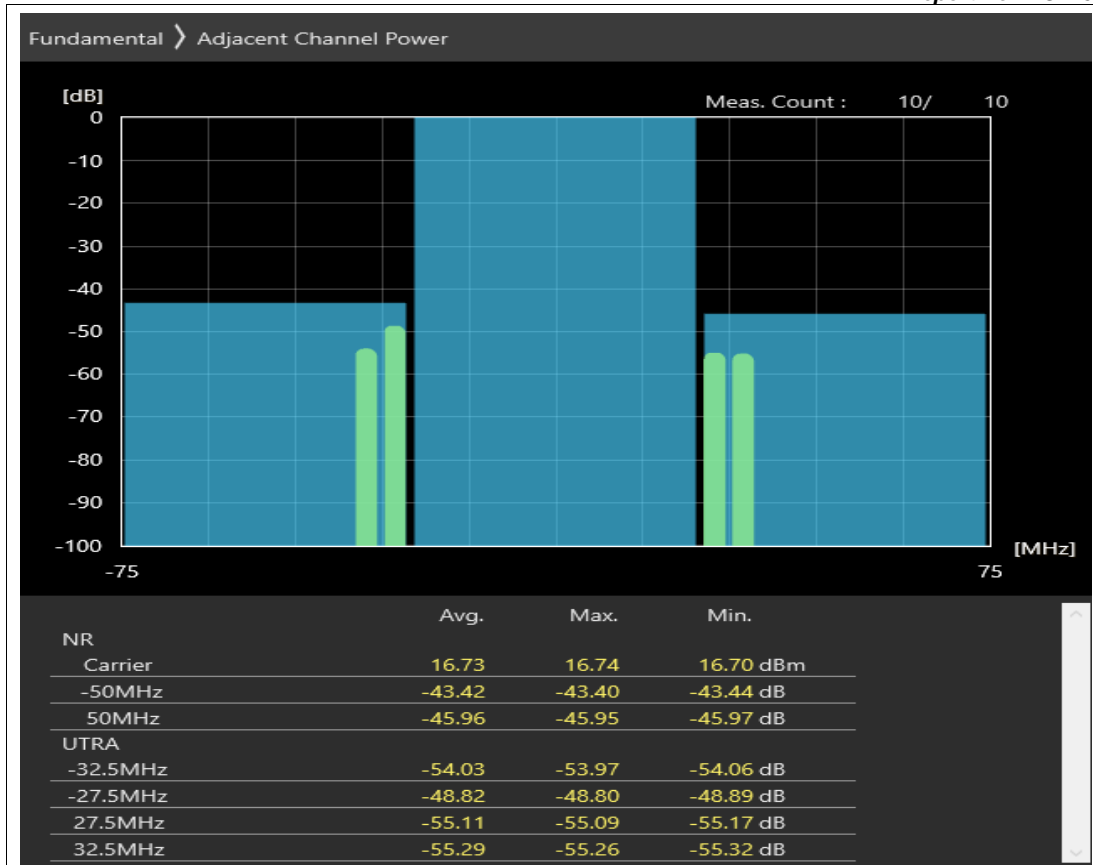 Fundamental ❯ Adjacent Channel Power
[dB]
Meas. Count : 10/ 10
0
-10
-20
-30
-40
-50
-60
-70
-80
-90
-100
[MHz]
-75 75
Avg. Max. Min.
NR
Carrier 16.73 16.74 16.70 dBm
-50MHz -43.42 -43.40 -43.44 dB
50MHz -45.96 -45.95 -45.97 dB
UTRA
-32.5MHz -54.03 -53.97 -54.06 dB
-27.5MHz -48.82 -48.80 -48.89 dB
27.5MHz -55.11 -55.09 -55.17 dB
32.5MHz -55.29 -55.26 -55.32 dB